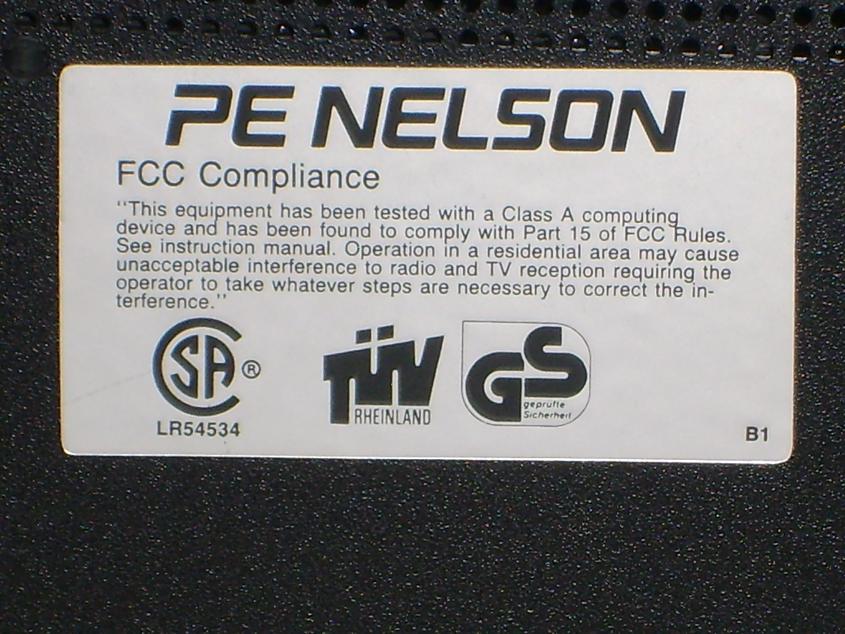 PE NELSON
FCC Compliance
"This equipment has been tested with a Class A computing
device and has been found to comply with Part 15 of FCC Rules.
See instruction manual. Operation in a residential area may cause
unacceptable interference to radio and TV reception requiring the
operator to take whatever steps are necessary to correct the in-
terference."
SA ®
LR54534
TÜV
RHEINLAND
GS
geprüfte
Sicherheit
B1